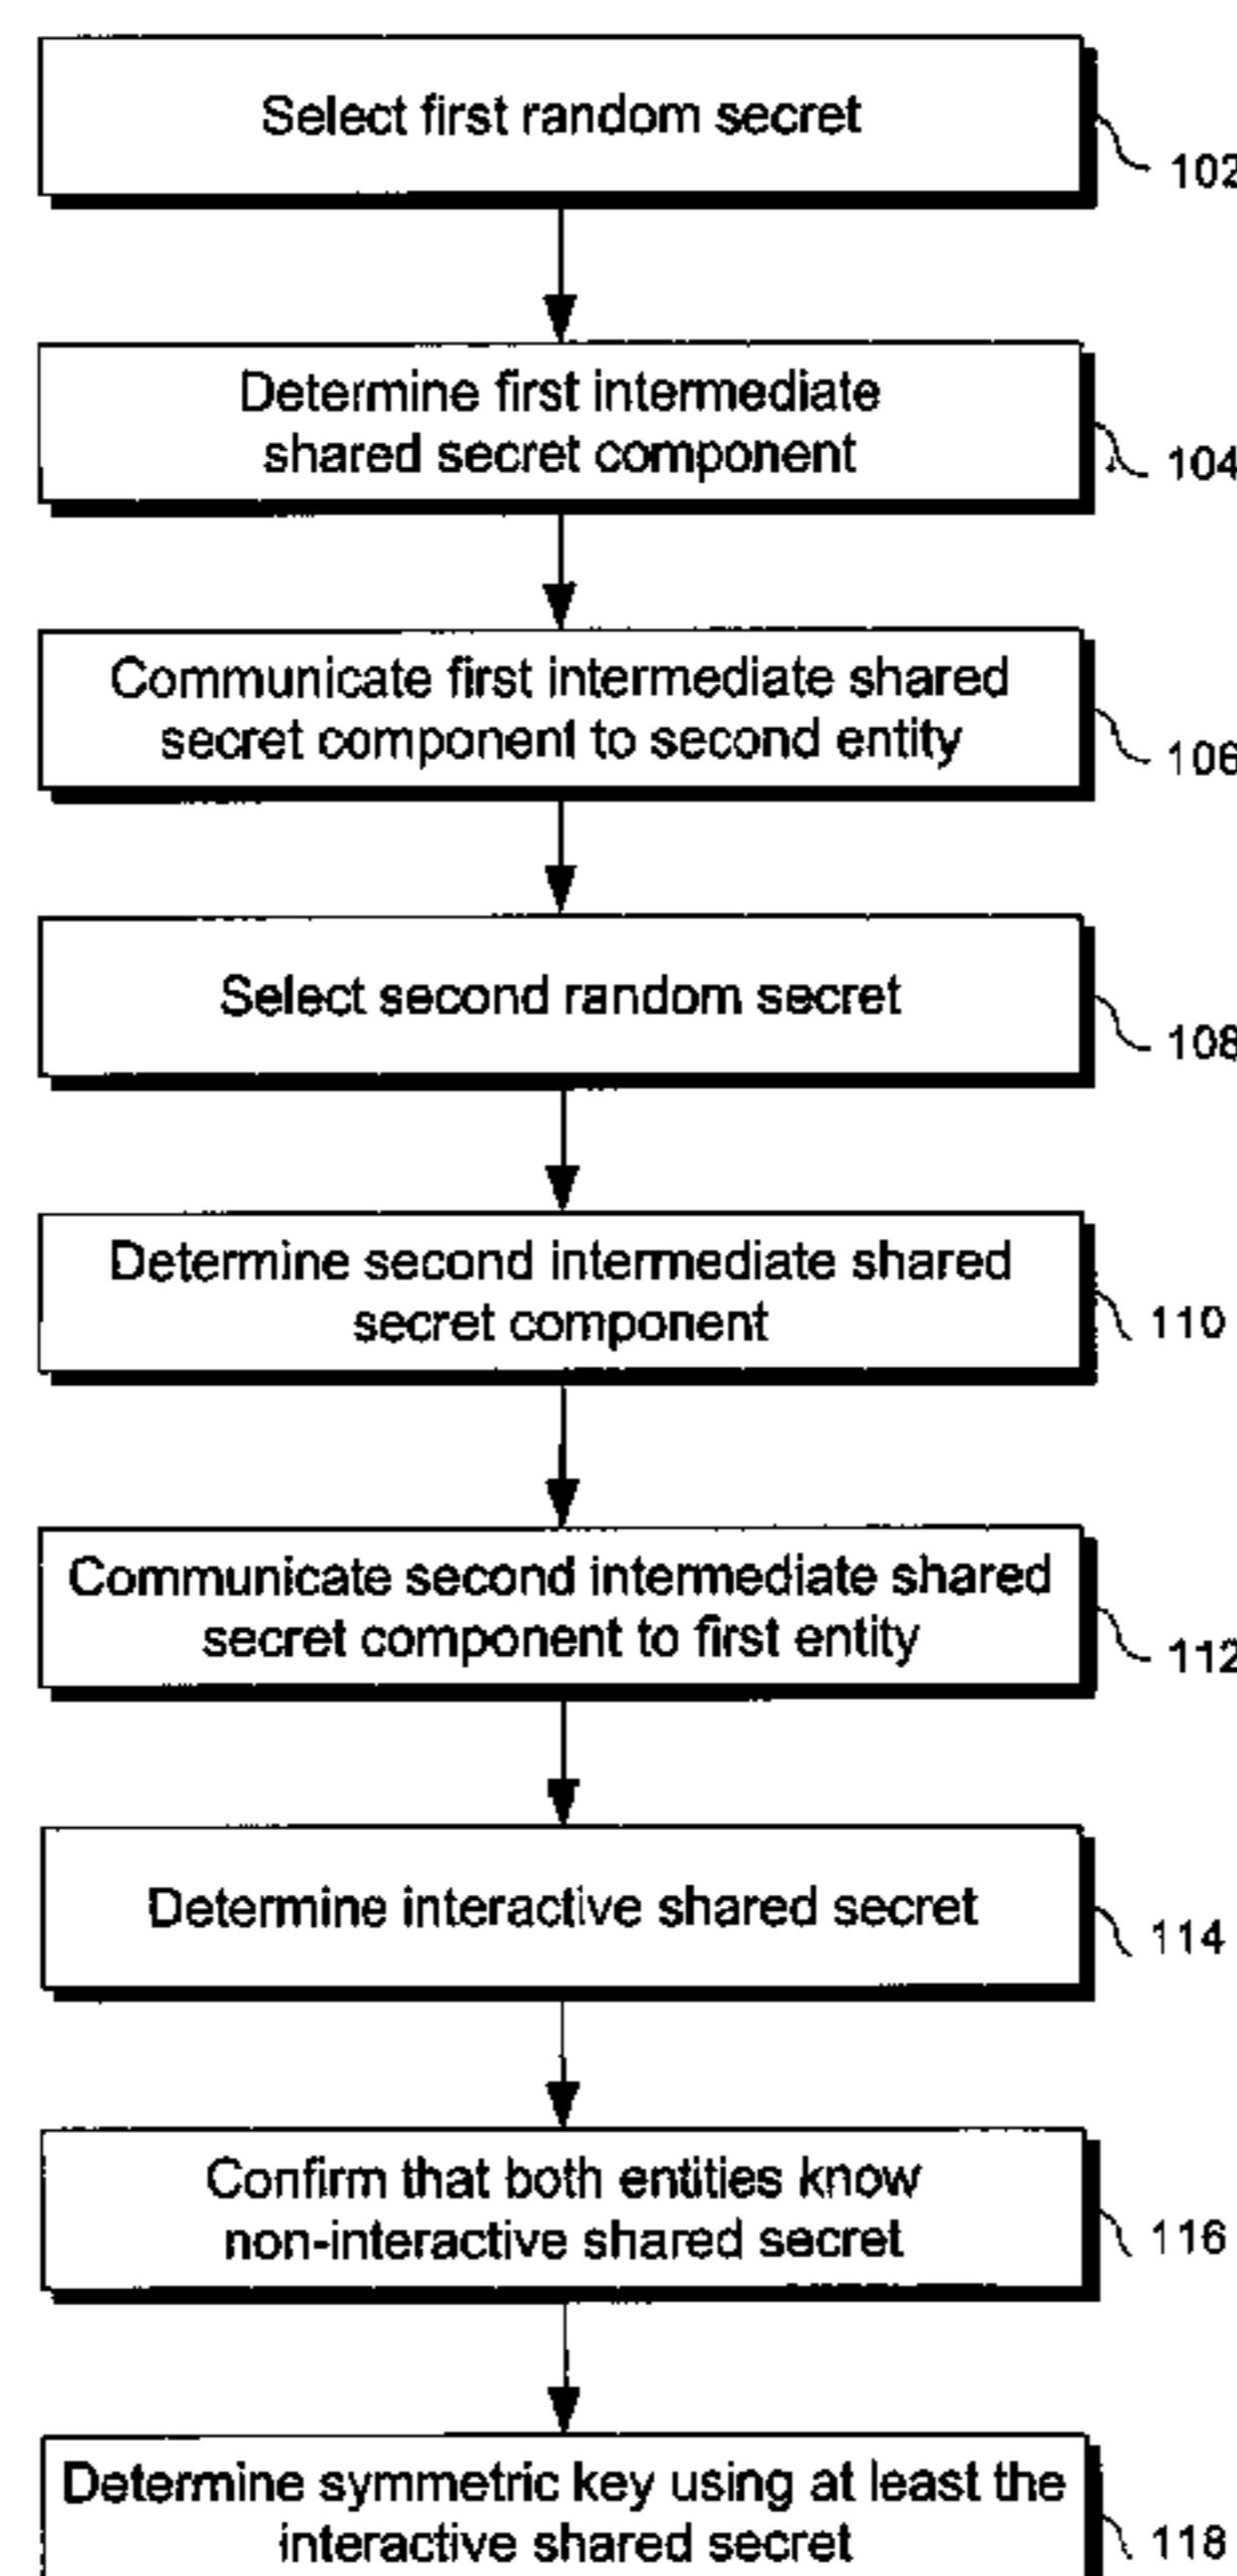 Select first random secret
102
Determine first intermediate
shared secret component
104
Communicate first intermediate shared
secret component to second entity
106
Select second random secret
108
Determine second intermediate shared
secret component
110
Communicate second intermediate shared
secret component to first entity
112
Determine interactive shared secret
114
Confirm that both entities know
non-interactive shared secret
116
Determine symmetric key using at least the
interactive shared secret
118